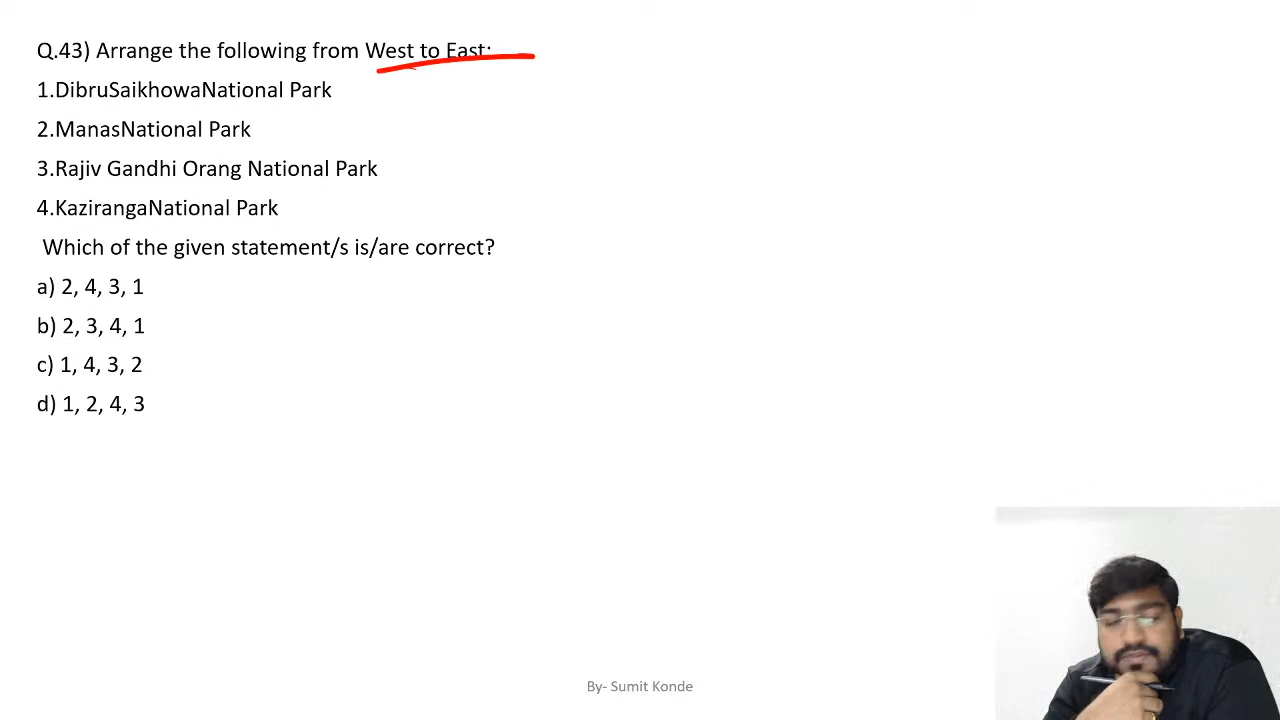 Q.43) Arrange the following from West to East:
1.DibruSaikhowaNational Park
2.ManasNational Park
3.Rajiv Gandhi Orang National Park
4.KazirangaNational Park
Which of the given statement/s is/are correct?
a) 2, 4, 3, 1
b) 2, 3, 4, 1
c) 1, 4, 3, 2
d) 1, 2, 4, 3
By- Sumit Konde